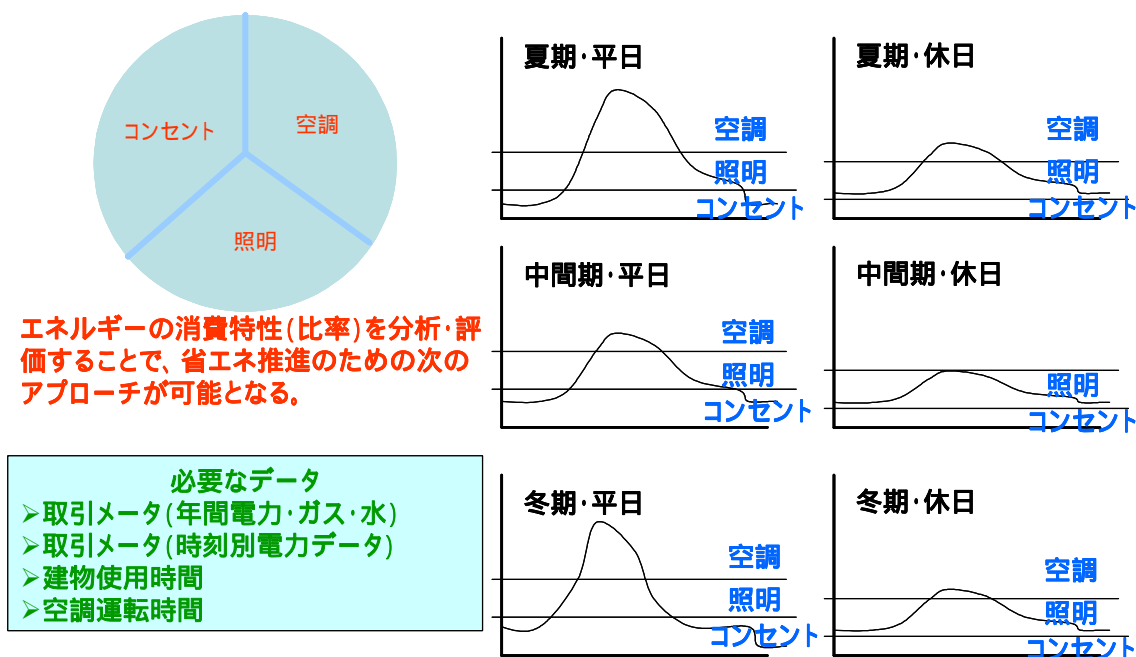 コンセント
空調
照明
エネルギーの消費特性(比率)を分析・評
価することで、省エネ推進のための次の
アプローチが可能となる。
必要なデータ
➢取引メータ(年間電力・ガス・水)
➢取引メータ(時刻別電力データ)
➢建物使用時間
➢空調運転時間
夏期・平日
空調
照明
コンセント
夏期・休日
空調
照明
コンセント
中間期・平日
空調
照明
コンセント
中間期・休日
照明
コンセント
冬期・平日
空調
照明
コンセント
冬期・休日
空調
照明
コンセント